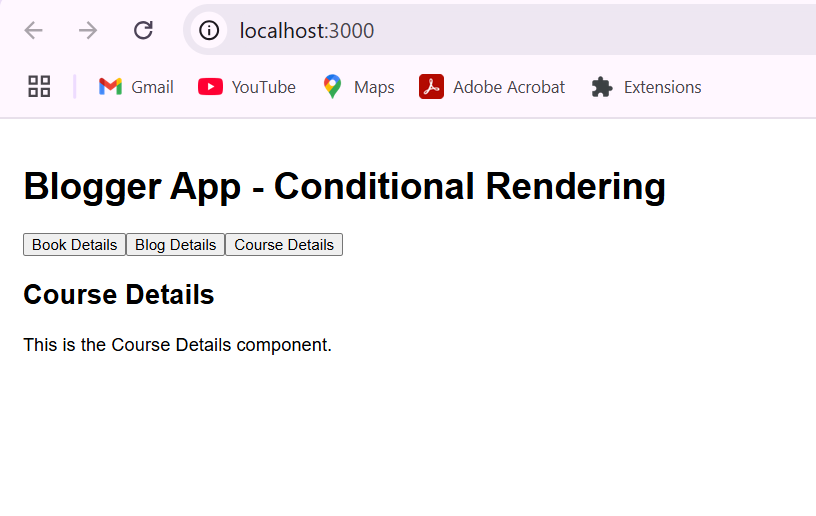 localhost:3000
Gmail YouTube Maps Adobe Acrobat Extensions
Blogger App - Conditional Rendering
Book Details Blog Details Course Details
Course Details
This is the Course Details component.